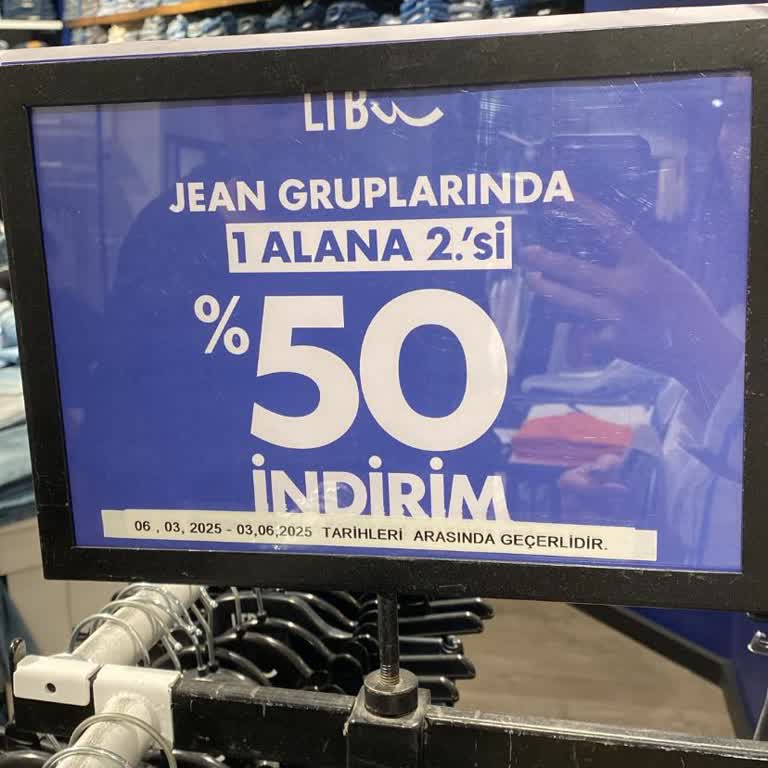 JEAN GRUPLARINDA
1 ALANA 2.'Sİ
%50
İNDİRİM
06 , 03, 2025 - 03,06,2025 TARİHLERİ ARASINDA GEÇERLİDİR.